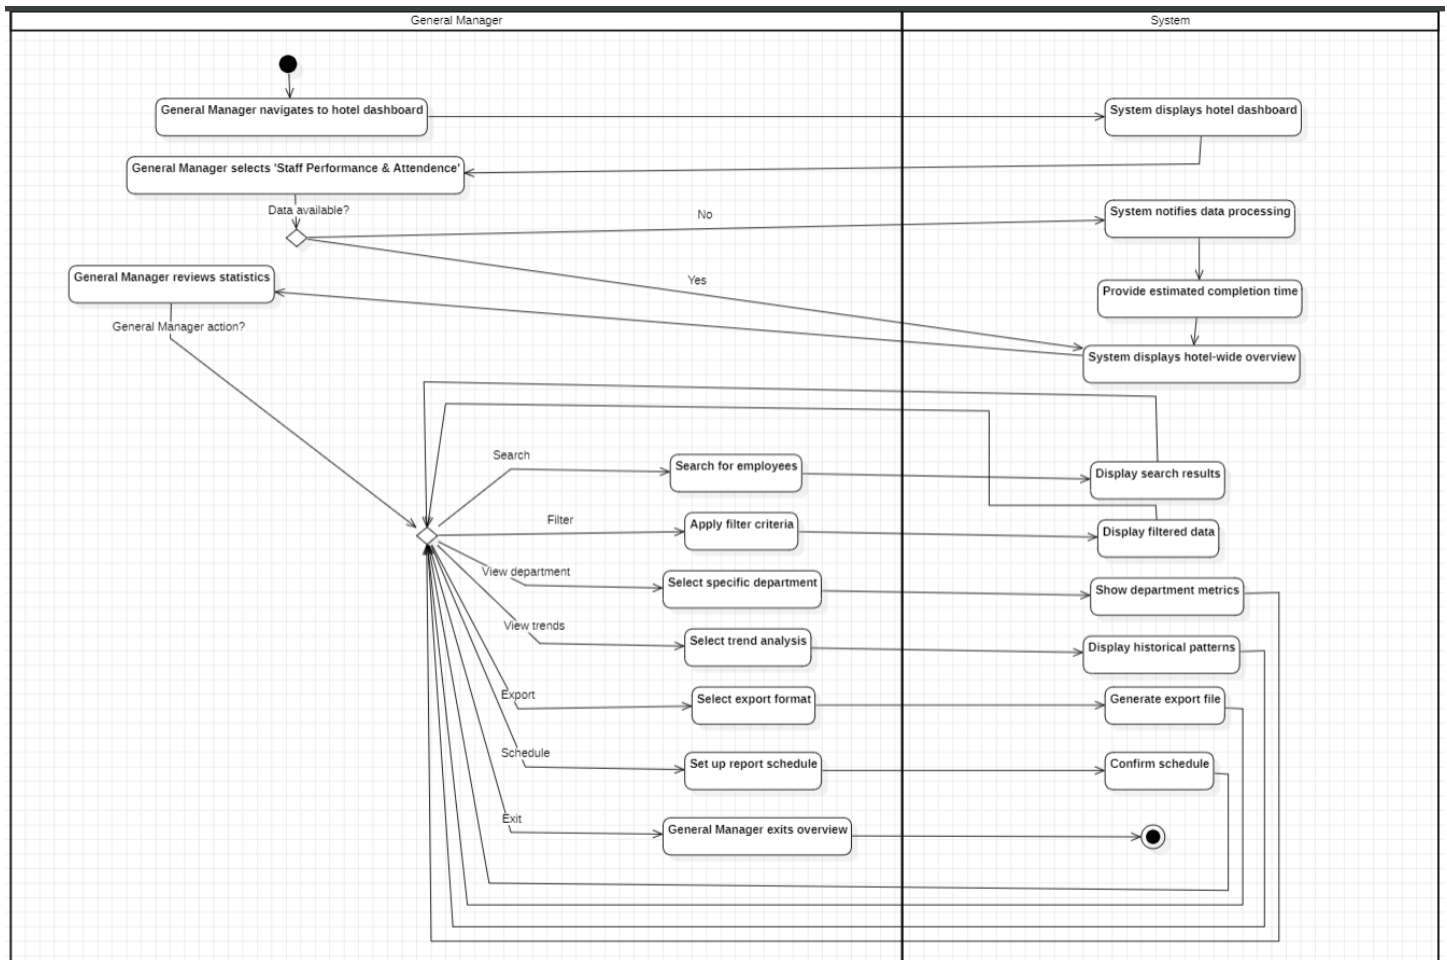 General Manager
System
General Manager navigates to hotel dashboard
System displays hotel dashboard
General Manager selects 'Staff Performance & Attendence'
Data available?
No
System notifies data processing
Yes
General Manager reviews statistics
Provide estimated completion time
General Manager action?
System displays hotel-wide overview
Search
Search for employees
Display search results
Filter
Apply filter criteria
Display filtered data
View department
Select specific department
Show department metrics
View trends
Select trend analysis
Display historical patterns
Export
Select export format
Generate export file
Schedule
Set up report schedule
Confirm schedule
Exit
General Manager exits overview